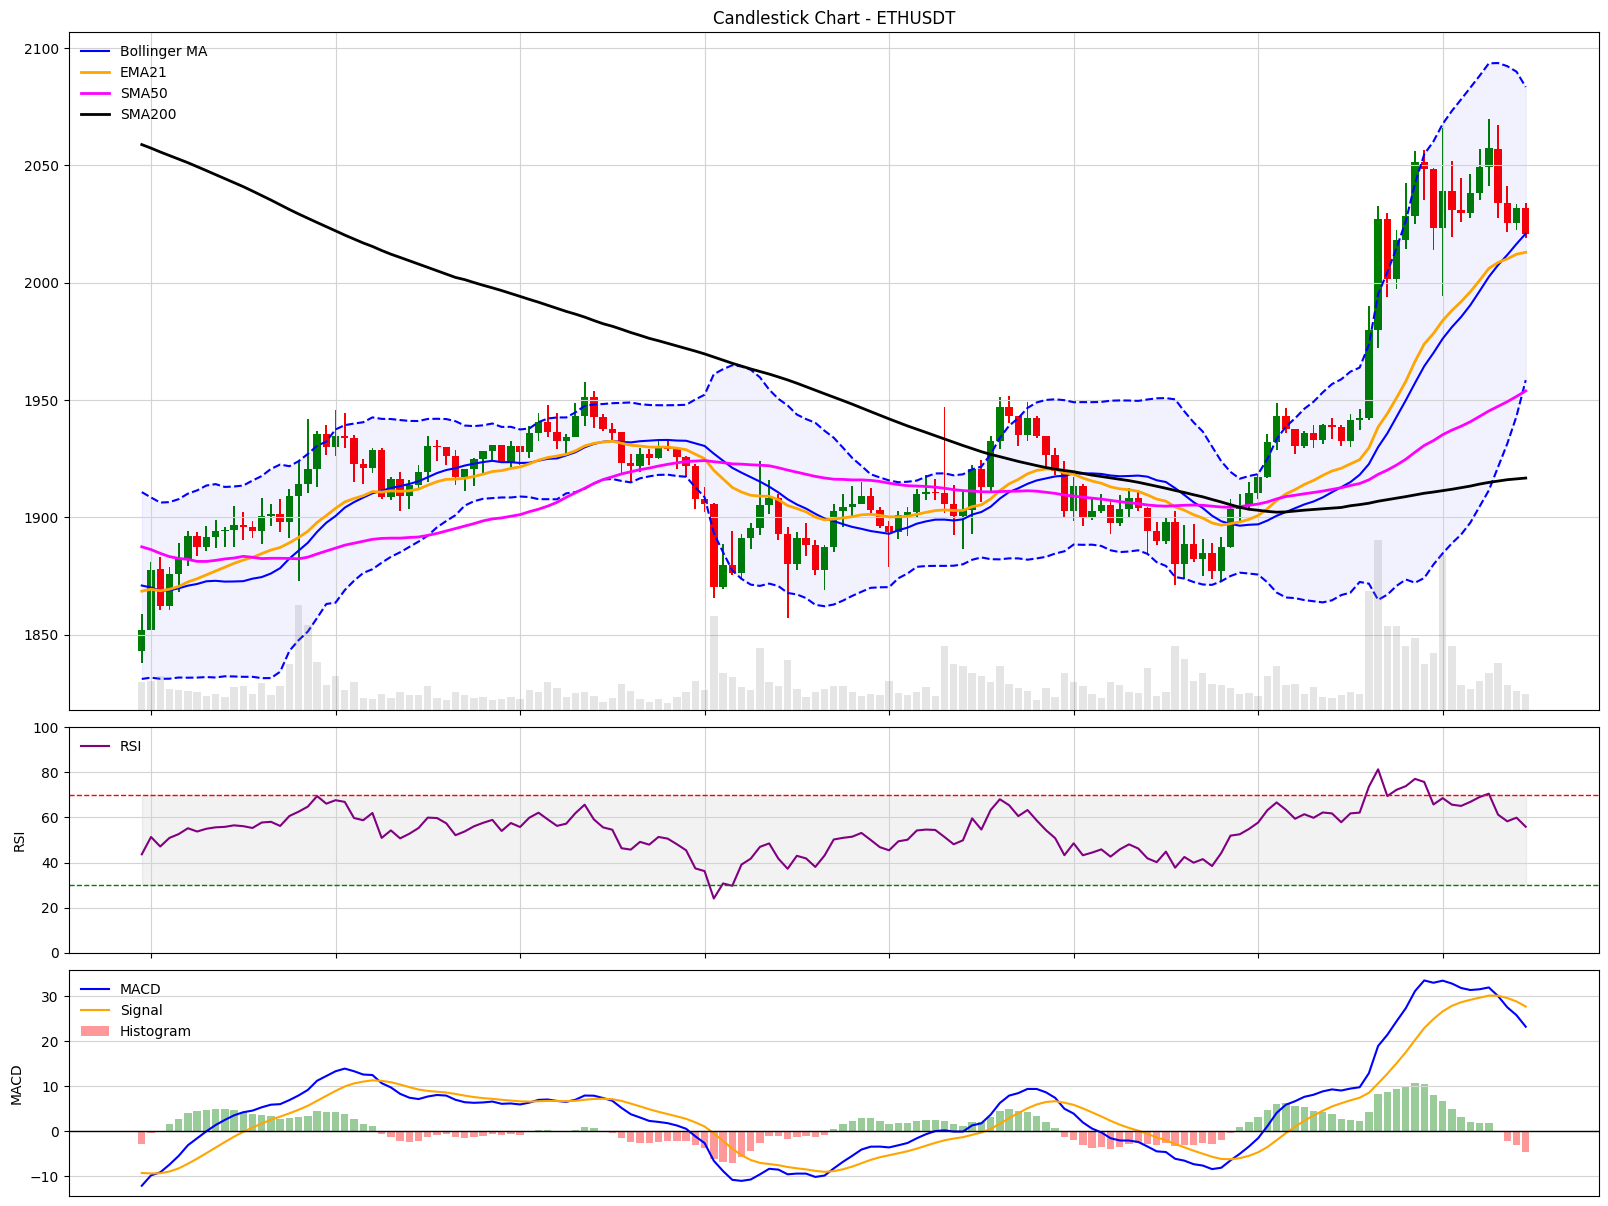 Candlestick Chart - ETHUSDT
2100
2050
2000
1950
1900
1850
Bollinger MA
EMA21
SMA50
SMA200
100
80
60
40
20
0
RSI
RSI
30
20
10
0
−10
MACD
MACD
Signal
Histogram